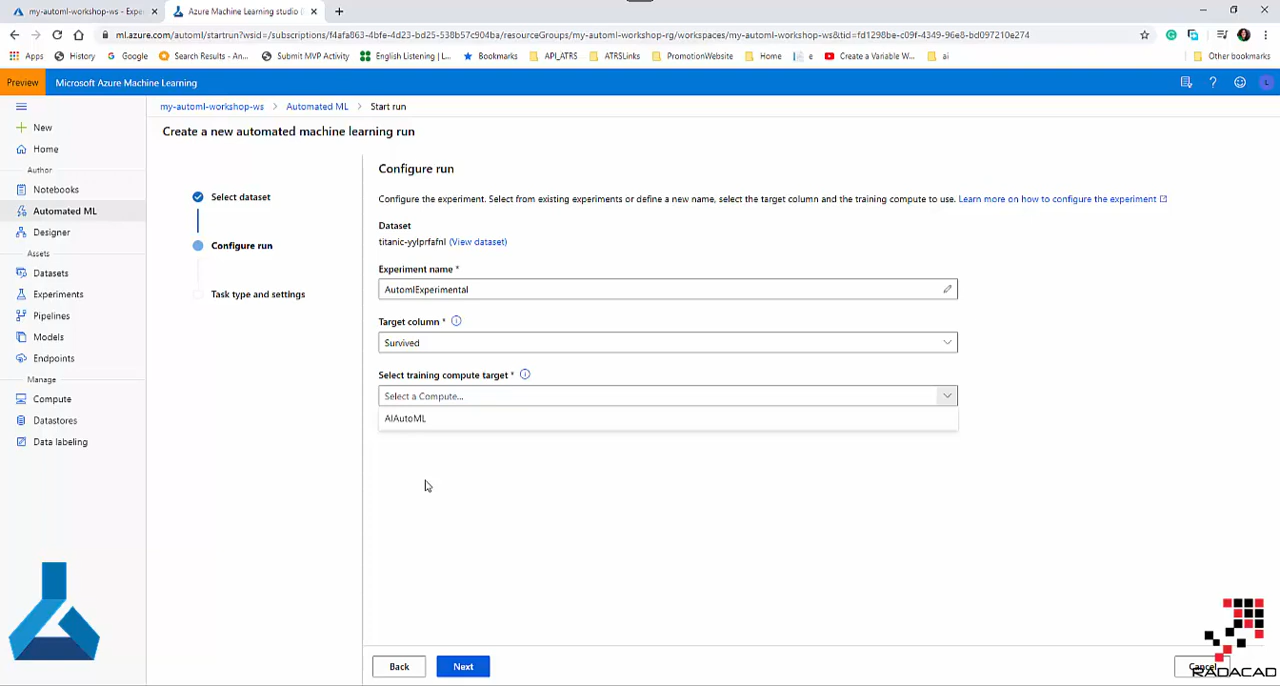 my-automl-workshop-ws - Exper
Azure Machine Learning studio (
ml.azure.com/automl/startrun?wsid=/subscriptions/f4afa863-4bfe-4d23-bd25-538b57c904ba/resourceGroups/my-automl-workshop-rg/workspaces/my-automl-workshop-ws&tid=fd1298be-c09f-4349-96e8-bd097210e274
Apps
History
Google
Search Results - An...
Submit MVP Activity
English Listening | L...
Bookmarks
API_ATRS
ATRSLinks
PromotionWebsite
Home
e
Create a Variable W...
ai
Other bookmarks
Preview
Microsoft Azure Machine Learning
L
my-automl-workshop-ws > Automated ML > Start run
Create a new automated machine learning run
New
Home
Author
Notebooks
Automated ML
Designer
Assets
Datasets
Experiments
Pipelines
Models
Endpoints
Manage
Compute
Datastores
Data labeling
Select dataset
Configure run
Task type and settings
Configure run
Configure the experiment. Select from existing experiments or define a new name, select the target column and the training compute to use. Learn more on how to configure the experiment
Dataset
titanic-yylprfafnl (View dataset)
Experiment name *
AutomlExperimental
Target column *
Survived
Select training compute target *
Select a Compute...
AIAutoML
Back
Next
Cancel
RADACAD